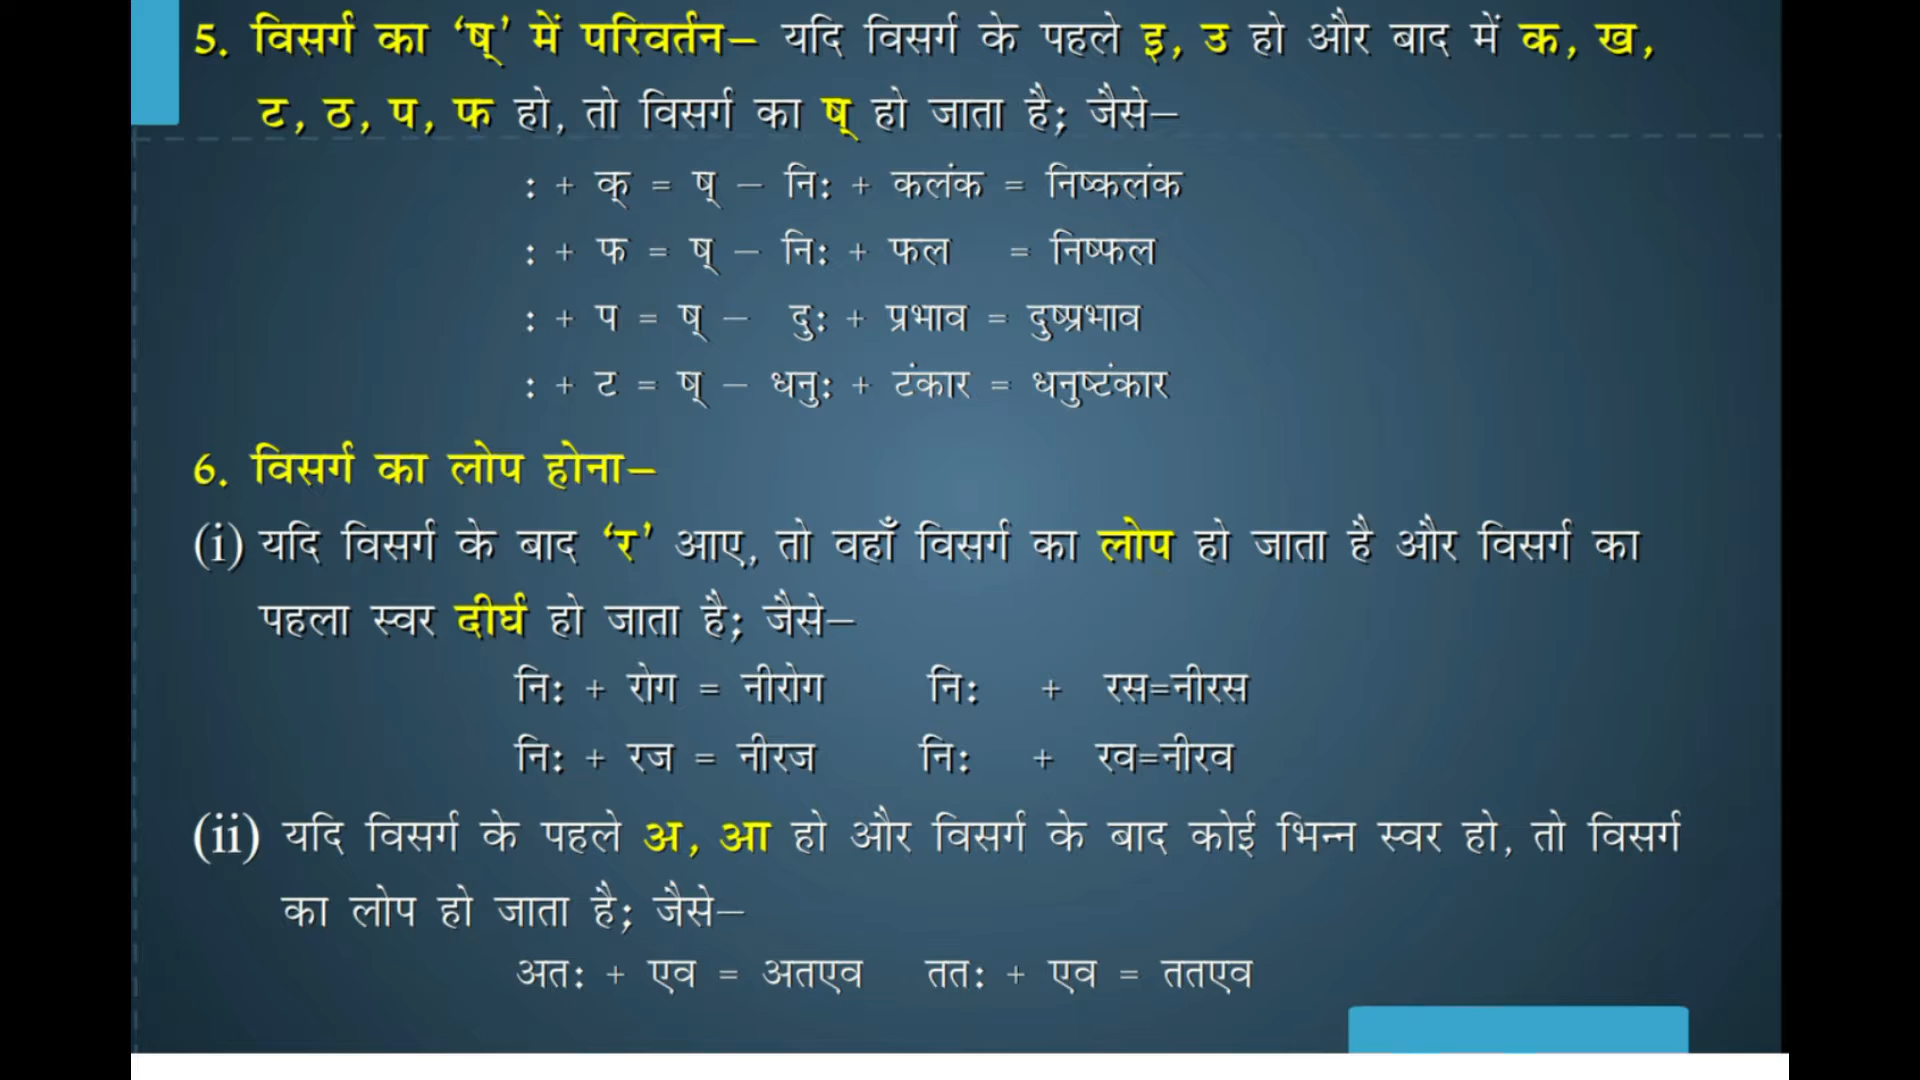 5. विसर्ग का ‘ष्’ में परिवर्तन– यदि विसर्ग के पहले इ, उ हो और बाद में क, ख,
ट, ठ, प, फ हो, तो विसर्ग का ष् हो जाता है; जैसे–
: + क् = ष् – नि: + कलंक = निष्कलंक
: + फ = ष् – नि: + फल = निष्फल
: + प = ष् – दु: + प्रभाव = दुष्प्रभाव
: + ट = ष् – धनु: + टंकार = धनुष्टंकार
6. विसर्ग का लोप होना–
(i) यदि विसर्ग के बाद ‘र’ आए, तो वहाँ विसर्ग का लोप हो जाता है और विसर्ग का
पहला स्वर दीर्घ हो जाता है; जैसे–
नि: + रोग = नीरोग नि: + रस=नीरस
नि: + रज = नीरज नि: + रव=नीरव
(ii) यदि विसर्ग के पहले अ, आ हो और विसर्ग के बाद कोई भिन्न स्वर हो, तो विसर्ग
का लोप हो जाता है; जैसे–
अत: + एव = अतएव तत: + एव = ततएव